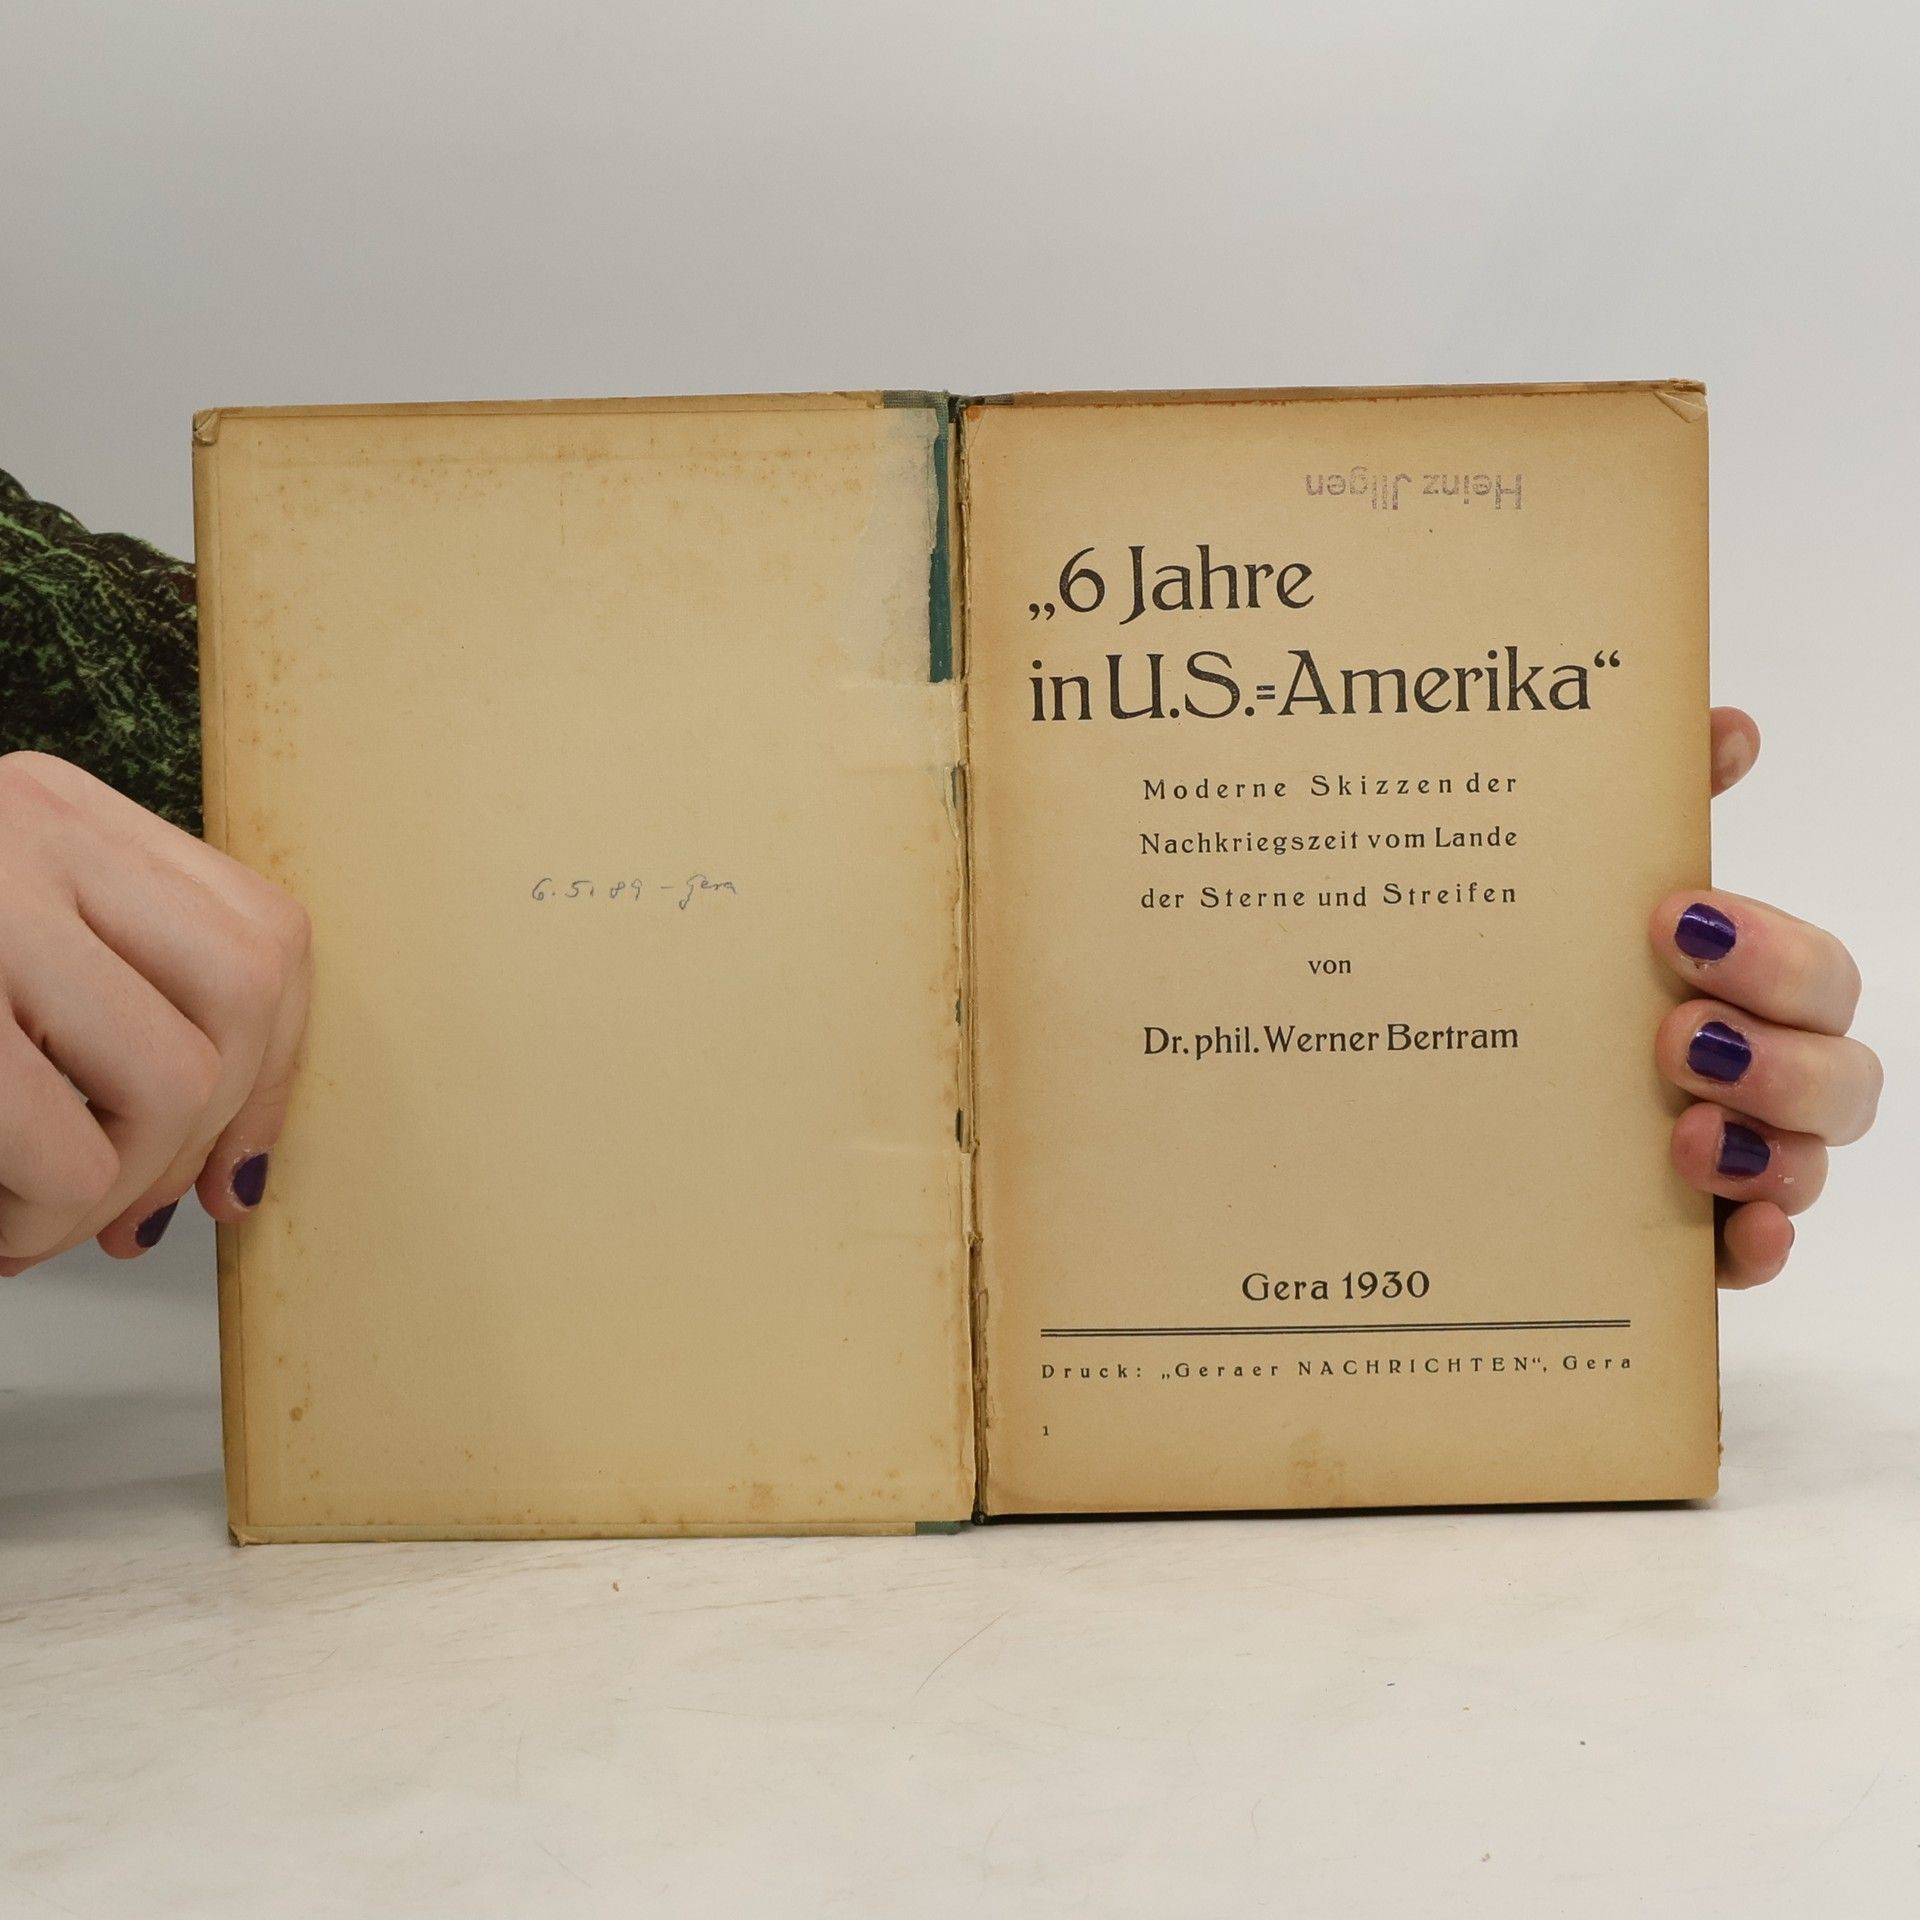 6. 5. 89 – Gera
Heinz Jllgen
„6 Jahre
in U.S.=Amerika“
Moderne Skizzen der
Nachkriegszeit vom Lande
der Sterne und Streifen
von
Dr. phil. Werner Bertram
Gera 1930
Druck: „Geraer NACHRICHTEN“, Gera
1